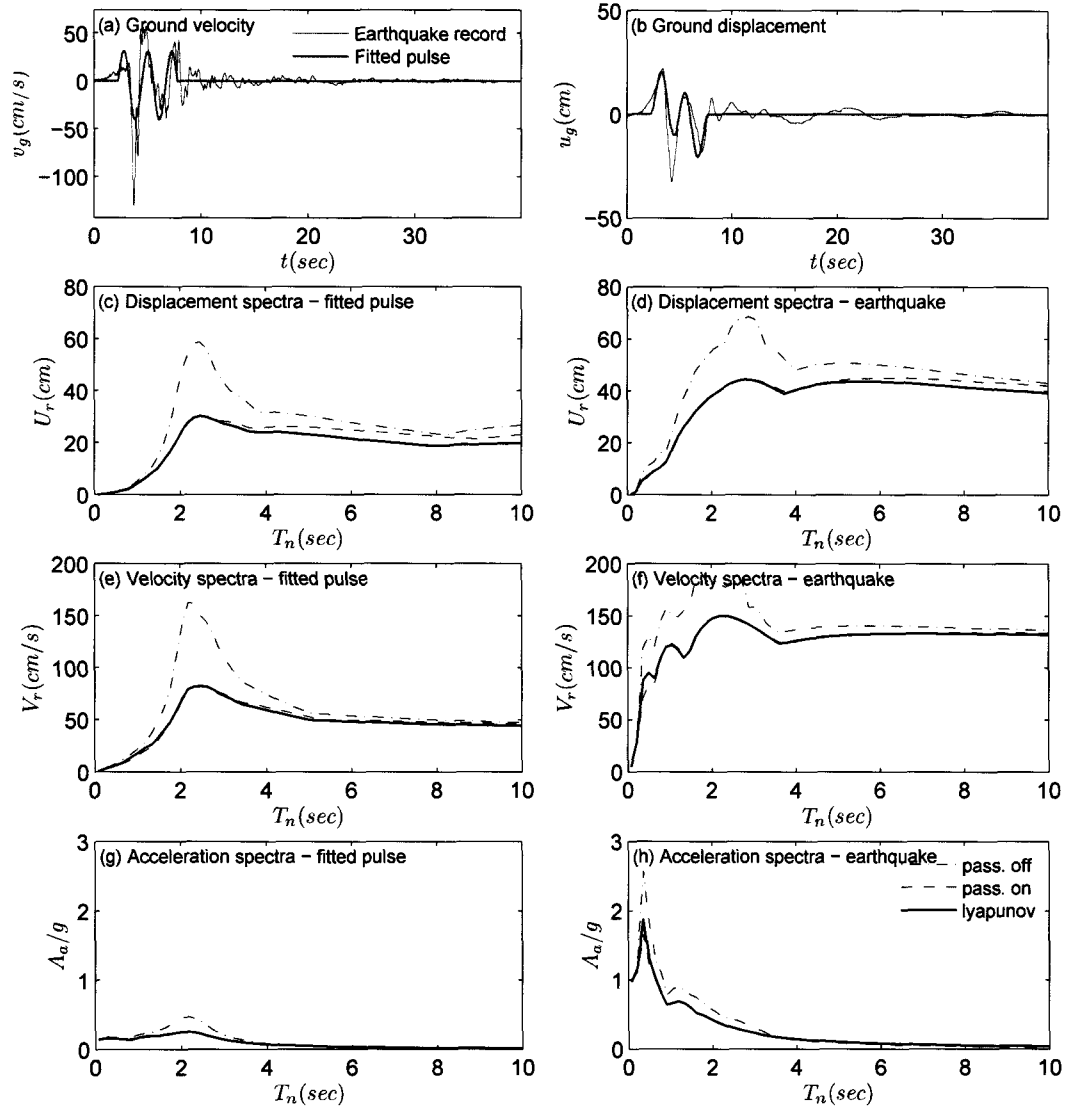 (a) Ground velocity
Earthquake record
Fitted pulse
50
0
−50
−100
v_g(cm/s)
0 10 20 30
t(sec)
(b) Ground displacement
50
0
−50
u_g(cm)
0 10 20 30
t(sec)
(c) Displacement spectra − fitted pulse
80
60
40
20
0
U_r(cm)
0 2 4 6 8 10
T_n(sec)
(d) Displacement spectra − earthquake
80
60
40
20
0
U_r(cm)
0 2 4 6 8 10
T_n(sec)
(e) Velocity spectra − fitted pulse
200
150
100
50
0
V_r(cm/s)
0 2 4 6 8 10
T_n(sec)
(f) Velocity spectra − earthquake
200
150
100
50
0
V_r(cm/s)
0 2 4 6 8 10
T_n(sec)
(g) Acceleration spectra − fitted pulse
3
2
1
0
A_a/g
0 2 4 6 8 10
T_n(sec)
(h) Acceleration spectra − earthquake
pass. off
pass. on
lyapunov
3
2
1
0
A_a/g
0 2 4 6 8 10
T_n(sec)